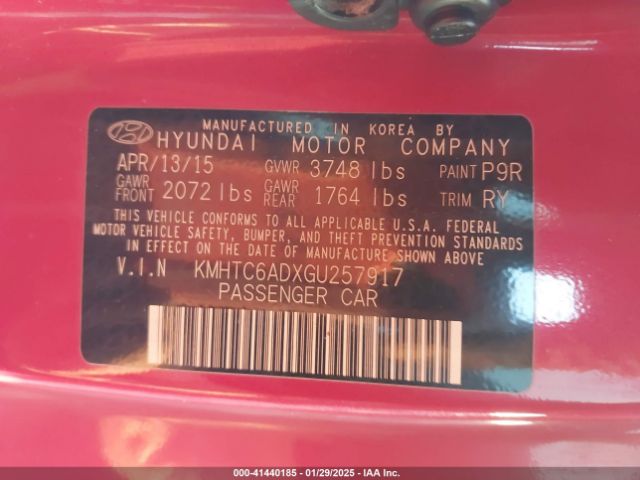 MANUFACTURED IN KOREA BY
HYUNDAI MOTOR COMPANY
APR/13/15 GVWR 3748 lbs PAINT P9R
GAWR FRONT 2072 lbs GAWR REAR 1764 lbs TRIM RY
THIS VEHICLE CONFORMS TO ALL APPLICABLE U.S.A. FEDERAL
MOTOR VEHICLE SAFETY, BUMPER, AND THEFT PREVENTION STANDARDS
IN EFFECT ON THE DATE OF MANUFACTURE SHOWN ABOVE.
V.I.N KMHTC6ADXGU257917
PASSENGER CAR
© 41440185 - 01/29/2025 - IAA Inc.